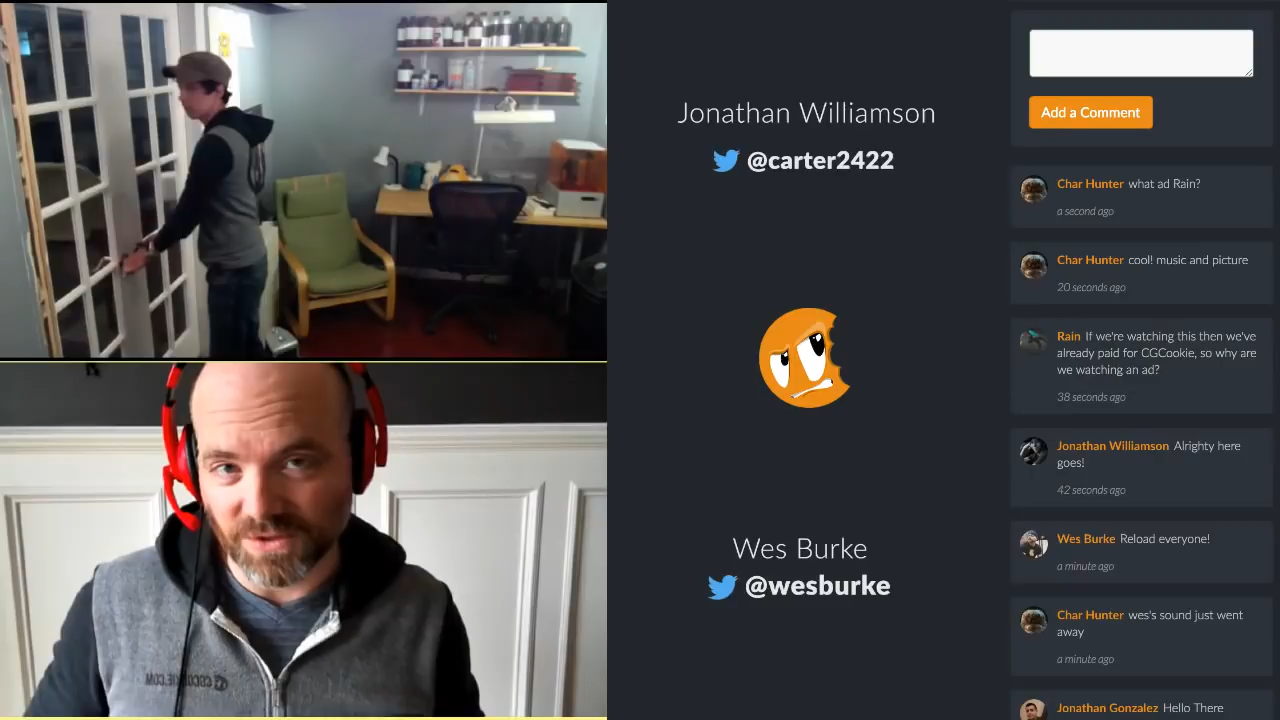 Jonathan Williamson
@carter2422
Wes Burke
@wesburke
Add a Comment
Char Hunter what ad Rain?
a second ago
Char Hunter cool! music and picture
20 seconds ago
Rain If we're watching this then we've
already paid for CGCookie, so why are
we watching an ad?
38 seconds ago
Jonathan Williamson Alrighty here
goes!
42 seconds ago
Wes Burke Reload everyone!
a minute ago
Char Hunter wes's sound just went
away
a minute ago
Jonathan Gonzalez Hello There